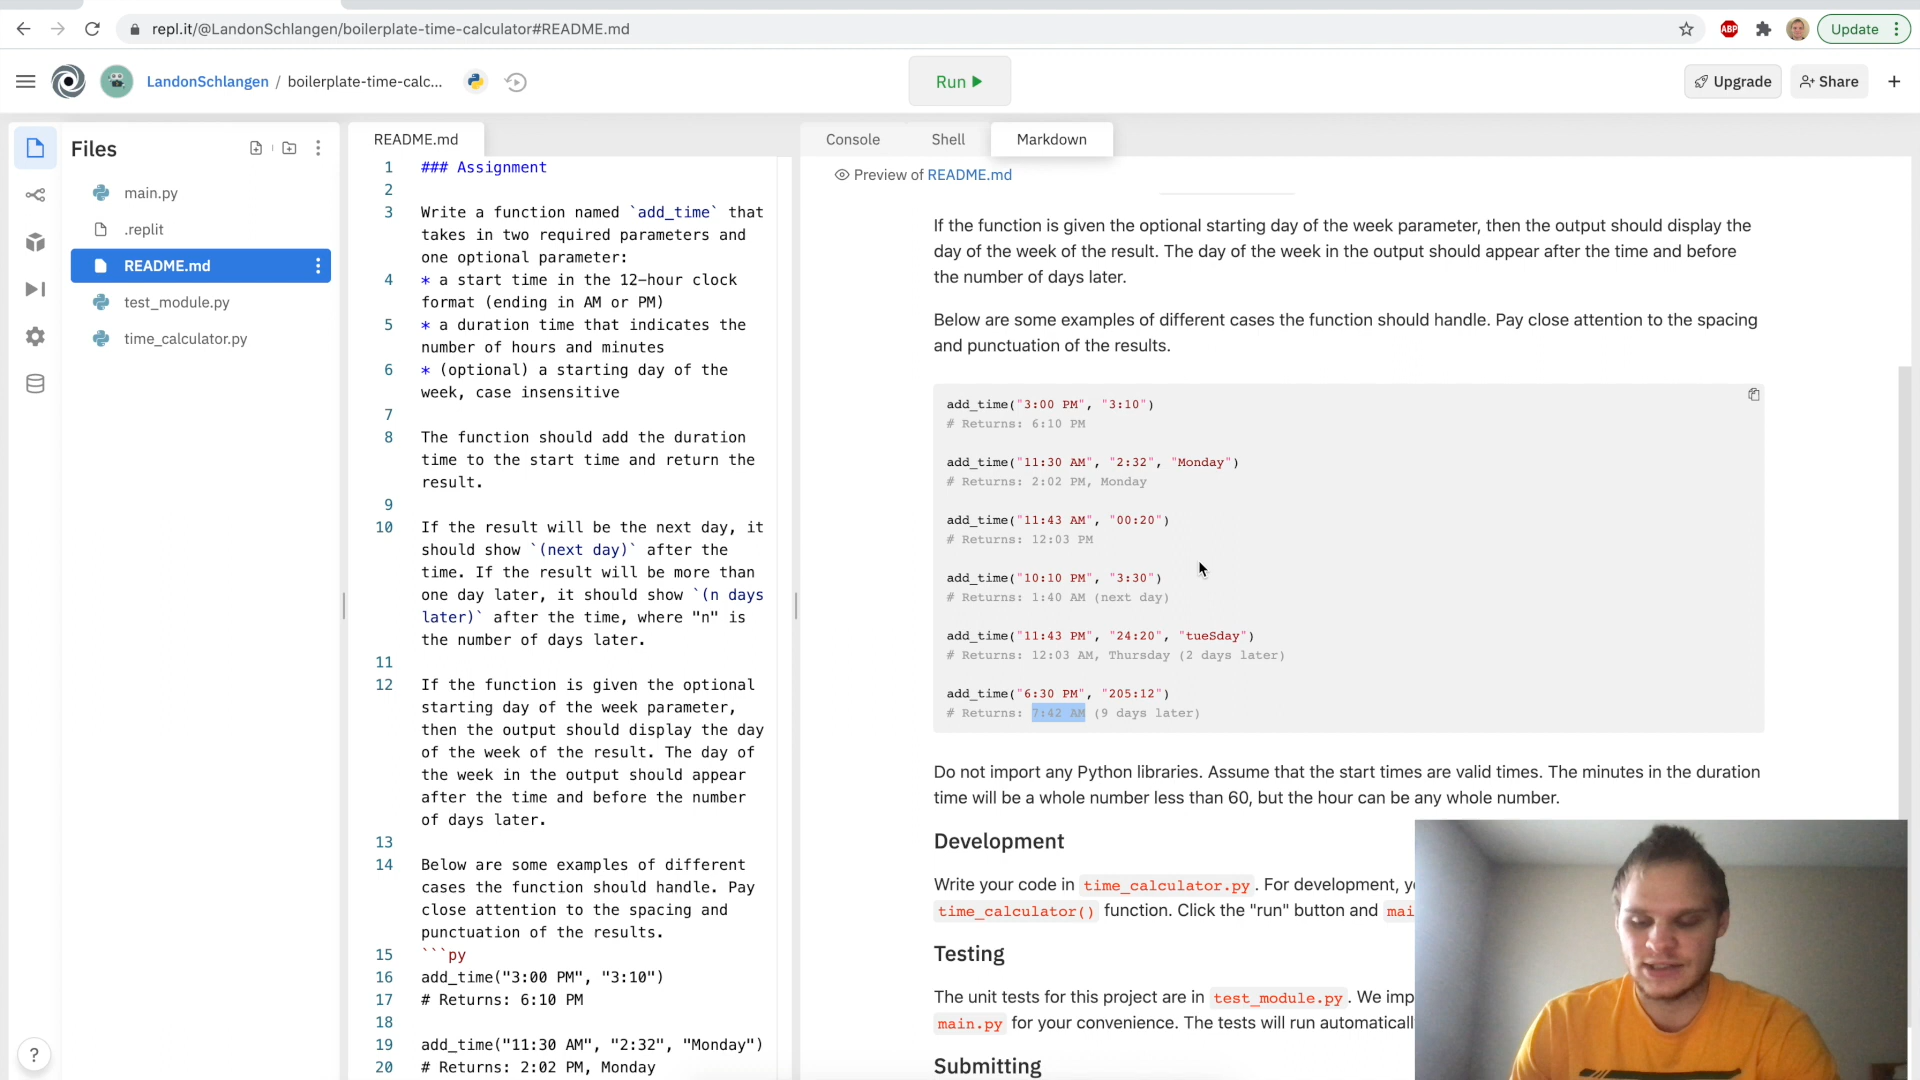 repl.it/@LandonSchlangen/boilerplate-time-calculator#README.md
ABP
Update
LandonSchlangen / boilerplate-time-calc...
Run
Upgrade
Share
Files
main.py
.replit
README.md
test_module.py
time_calculator.py
?
README.md
1 ### Assignment
2
3 Write a function named `add_time` that
takes in two required parameters and
one optional parameter:
4 * a start time in the 12-hour clock
format (ending in AM or PM)
5 * a duration time that indicates the
number of hours and minutes
6 * (optional) a starting day of the
week, case insensitive
7
8 The function should add the duration
time to the start time and return the
result.
9
10 If the result will be the next day, it
should show `(next day)` after the
time. If the result will be more than
one day later, it should show `(n days
later)` after the time, where "n" is
the number of days later.
11
12 If the function is given the optional
starting day of the week parameter,
then the output should display the day
of the week of the result. The day of
the week in the output should appear
after the time and before the number
of days later.
13
14 Below are some examples of different
cases the function should handle. Pay
close attention to the spacing and
punctuation of the results.
15 ```py
16 add_time("3:00 PM", "3:10")
17 # Returns: 6:10 PM
18
19 add_time("11:30 AM", "2:32", "Monday")
20 # Returns: 2:02 PM, Monday
Console Shell Markdown
Preview of README.md
If the function is given the optional starting day of the week parameter, then the output should display the
day of the week of the result. The day of the week in the output should appear after the time and before
the number of days later.
Below are some examples of different cases the function should handle. Pay close attention to the spacing
and punctuation of the results.
add_time("3:00 PM", "3:10")
# Returns: 6:10 PM
add_time("11:30 AM", "2:32", "Monday")
# Returns: 2:02 PM, Monday
add_time("11:43 AM", "00:20")
# Returns: 12:03 PM
add_time("10:10 PM", "3:30")
# Returns: 1:40 AM (next day)
add_time("11:43 PM", "24:20", "tueSday")
# Returns: 12:03 AM, Thursday (2 days later)
add_time("6:30 PM", "205:12")
# Returns: 7:42 AM (9 days later)
Do not import any Python libraries. Assume that the start times are valid times. The minutes in the duration
time will be a whole number less than 60, but the hour can be any whole number.
Development
Write your code in time_calculator.py. For development, y
time_calculator() function. Click the "run" button and mai
Testing
The unit tests for this project are in test_module.py. We imp
main.py for your convenience. The tests will run automaticall
Submitting